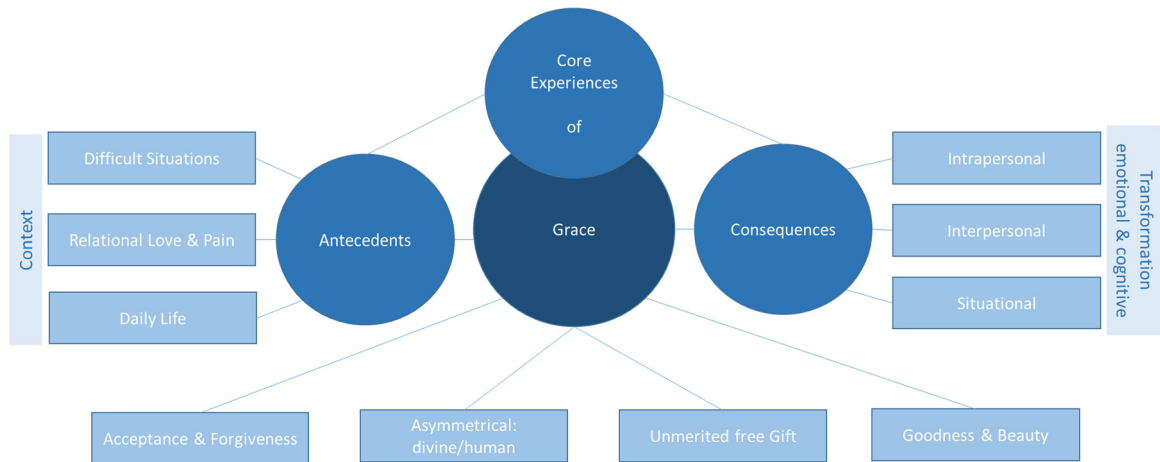 Core
Experiences
of
Difficult Situations
Intrapersonal
Relational Love & Pain
Antecedents
Grace
Consequences
Interpersonal
Daily Life
Situational
Context
Transformation
emotional & cognitive
Acceptance & Forgiveness
Asymmetrical:
divine/human
Unmerited free Gift
Goodness & Beauty